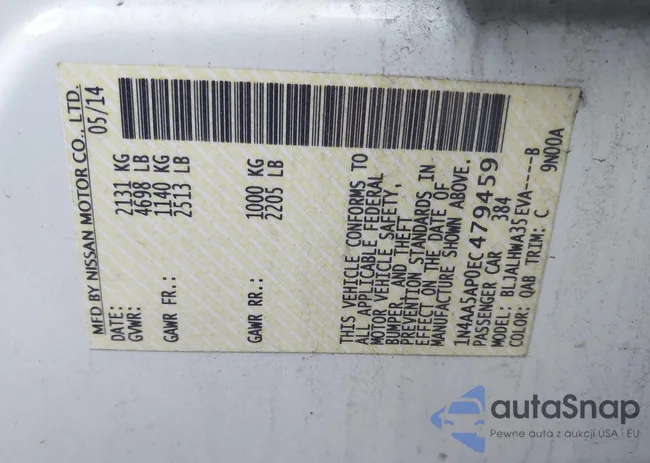 MFD BY NISSAN MOTOR CO., LTD.
DATE: 05/14
GVWR: 2131 KG
4698 LB
GAWR FR.: 1140 KG
2513 LB
GAWR RR.: 1000 KG
2205 LB
THIS VEHICLE CONFORMS TO
ALL APPLICABLE FEDERAL
MOTOR VEHICLE SAFETY,
BUMPER, AND THEFT
PREVENTION STANDARDS IN
EFFECT ON THE DATE OF
MANUFACTURE SHOWN ABOVE.
1N4AA5AP0EC479459
PASSENGER CAR 384
MODEL: BLJALHWA35EVA----B
COLOR: QAB TRIM: C 9N00A
autoSnap
Pewne auta z aukcji USA i EU